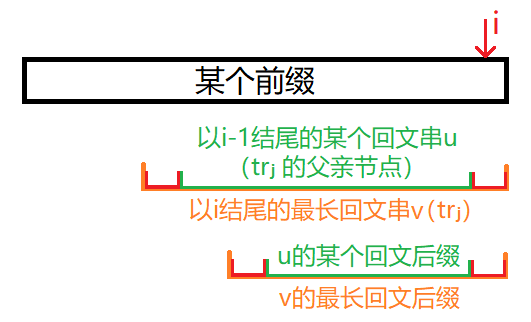 i
某个前缀
以i-1结尾的某个回文串u
（trⱼ 的父亲节点）
以i结尾的最长回文串v（trⱼ）
u的某个回文后缀
v的最长回文后缀